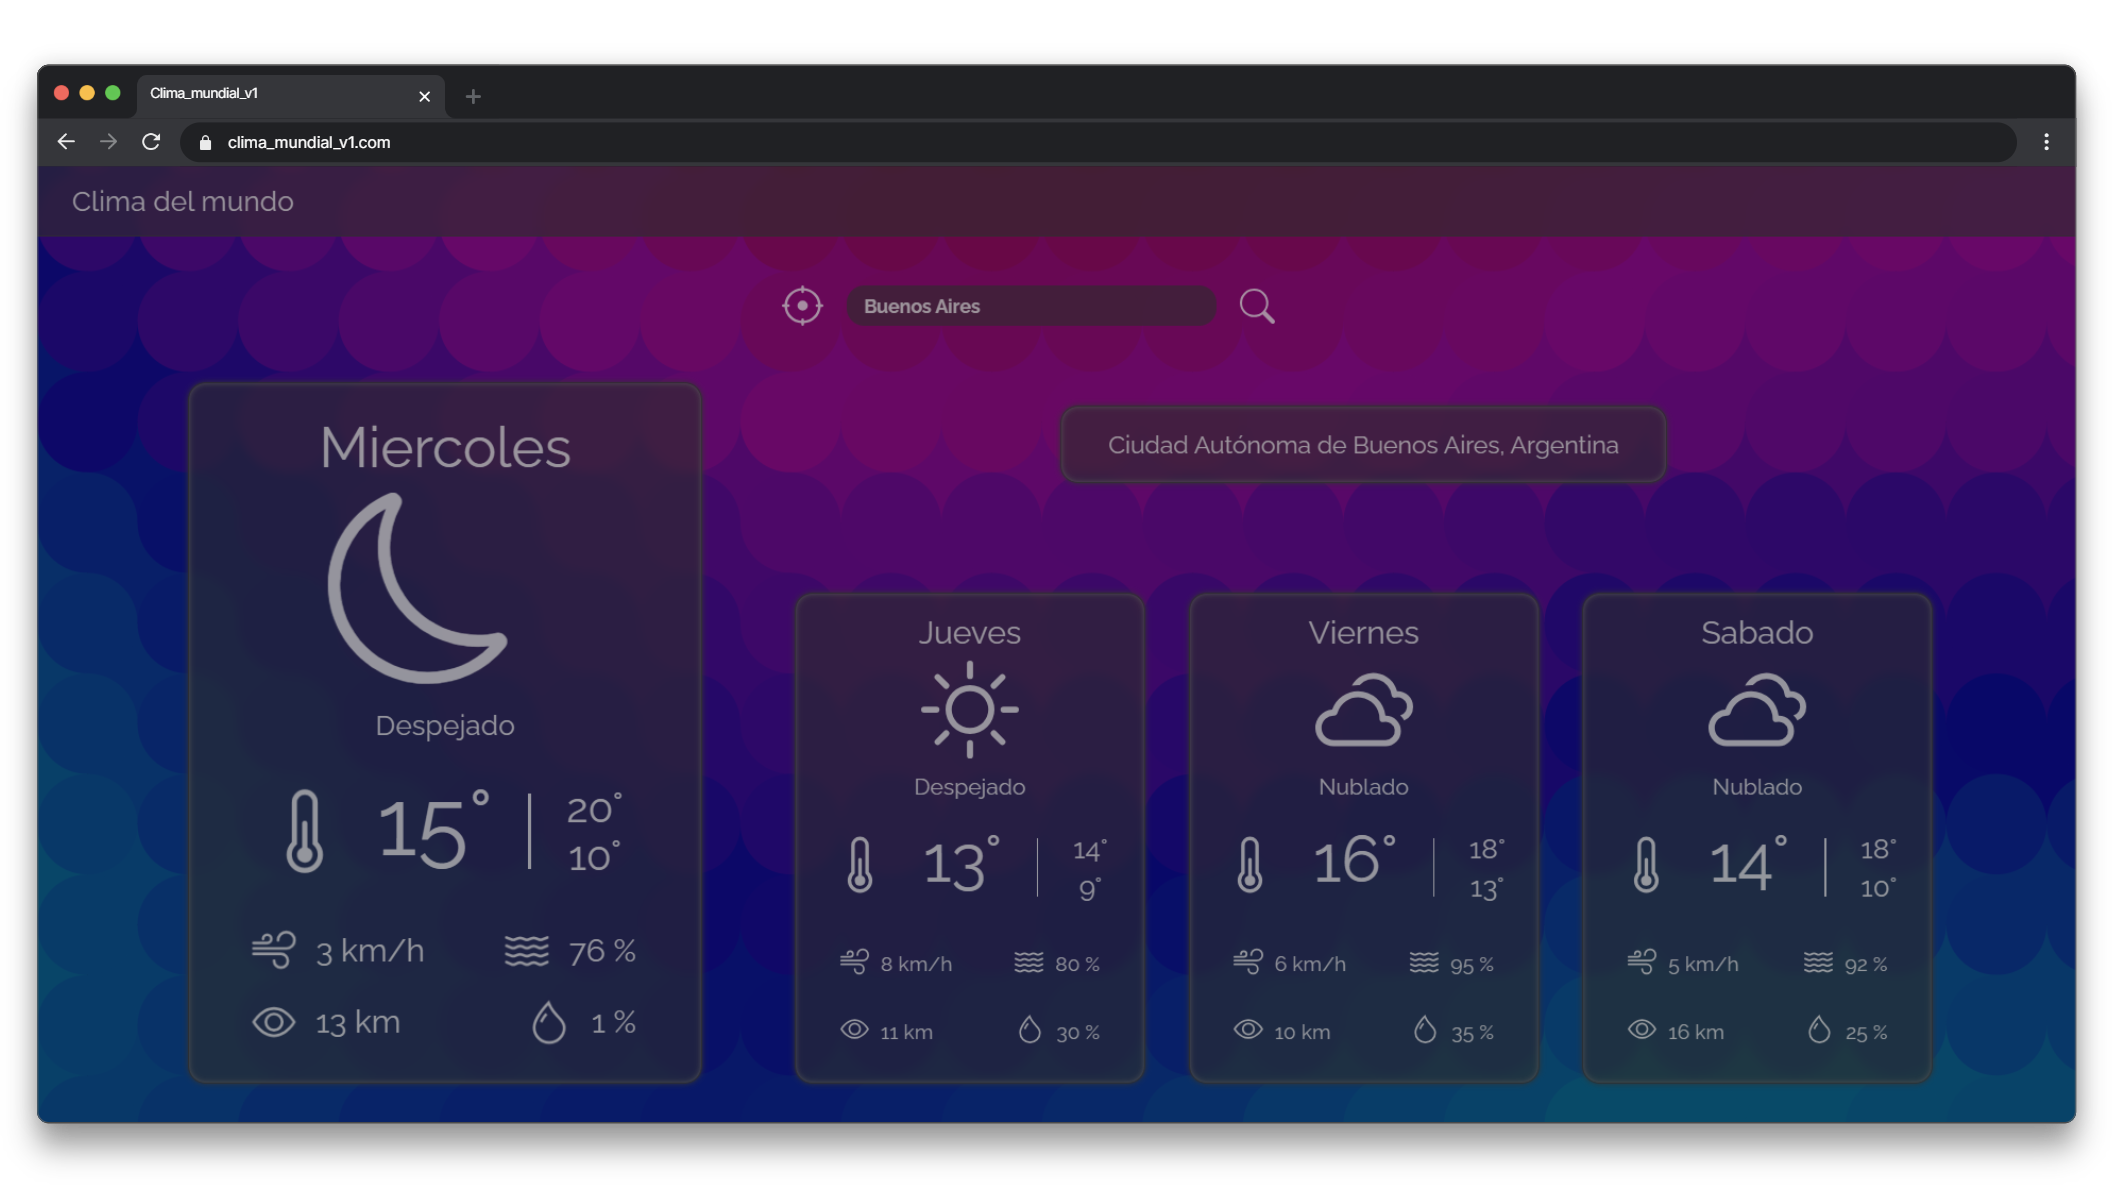 Clima_mundial_v1
clima_mundial_v1.com
Clima del mundo
Buenos Aires
Miercoles
Despejado
15°
20°
10°
3 km/h
76 %
13 km
1 %
Ciudad Autónoma de Buenos Aires, Argentina
Jueves
Despejado
13°
14°
9°
8 km/h
80 %
11 km
30 %
Viernes
Nublado
16°
18°
13°
6 km/h
95 %
10 km
35 %
Sabado
Nublado
14°
18°
10°
5 km/h
92 %
16 km
25 %